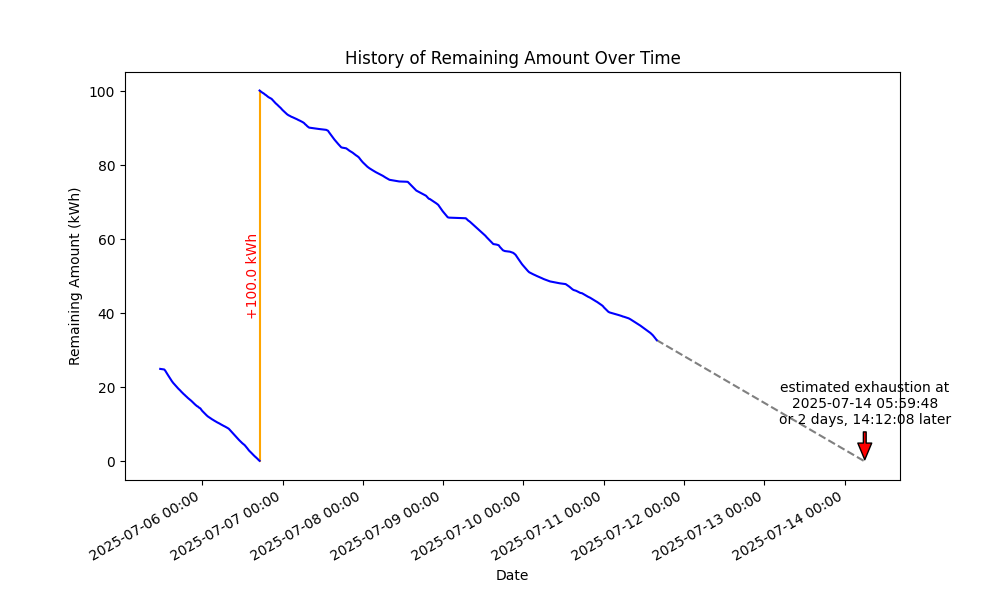 History of Remaining Amount Over Time
Remaining Amount (kWh)
100
80
60
40
20
0
+100.0 kWh
estimated exhaustion at
2025-07-14 05:59:48
or 2 days, 14:12:08 later
2025-07-06 00:00
2025-07-07 00:00
2025-07-08 00:00
2025-07-09 00:00
2025-07-10 00:00
2025-07-11 00:00
2025-07-12 00:00
2025-07-13 00:00
2025-07-14 00:00
Date